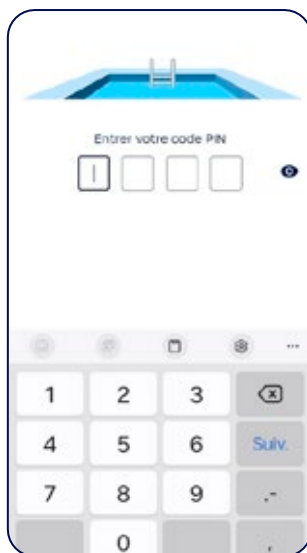 Entrer votre code PIN
...
1 2 3
4 5 6 Suiv.
7 8 9 .-
0 ,